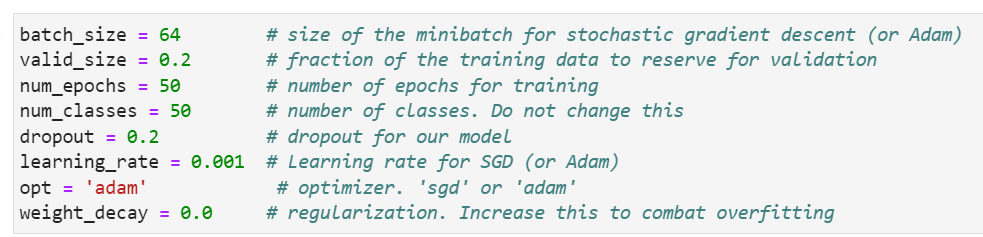 batch_size = 64        # size of the minibatch for stochastic gradient descent (or Adam)
valid_size = 0.2       # fraction of the training data to reserve for validation
num_epochs = 50        # number of epochs for training
num_classes = 50       # number of classes. Do not change this
dropout = 0.2          # dropout for our model
learning_rate = 0.001  # Learning rate for SGD (or Adam)
opt = 'adam'            # optimizer. 'sgd' or 'adam'
weight_decay = 0.0     # regularization. Increase this to combat overfitting